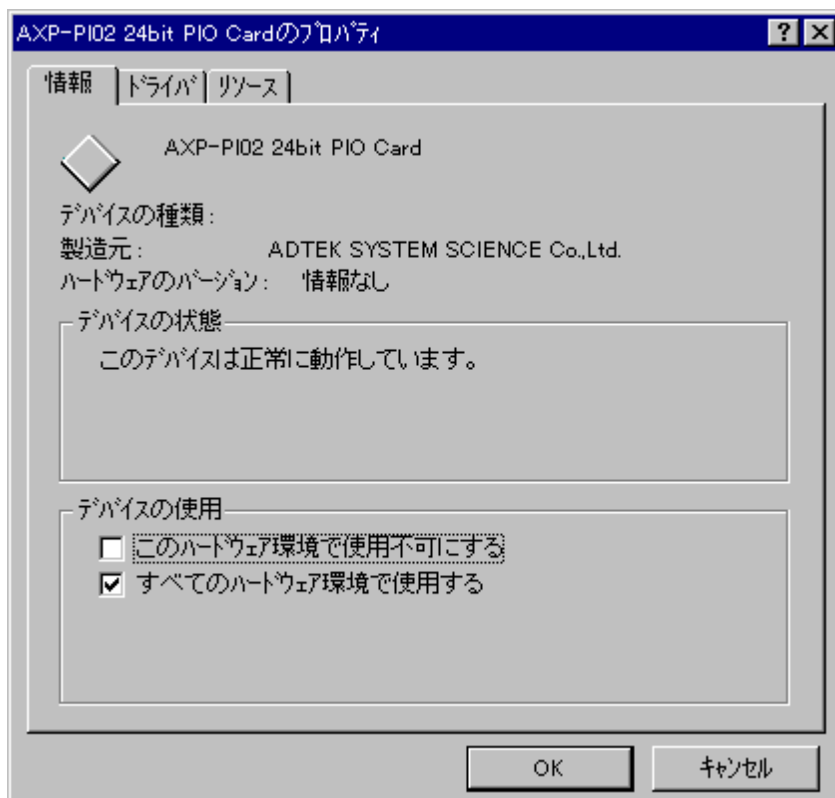 AXP-PI02 24bit PIO Cardのﾌﾟﾛﾊﾟﾃｨ
情報 ﾄﾞﾗｲﾊﾞ ﾘｿｰｽ
AXP-PI02 24bit PIO Card
ﾃﾞﾊﾞｲｽの種類:
製造元: ADTEK SYSTEM SCIENCE Co.,Ltd.
ﾊｰﾄﾞｳｪｱのﾊﾞｰｼﾞｮﾝ: 情報なし
ﾃﾞﾊﾞｲｽの状態
このﾃﾞﾊﾞｲｽは正常に動作しています。
ﾃﾞﾊﾞｲｽの使用
このﾊｰﾄﾞｳｪｱ環境で使用不可にする
すべてのﾊｰﾄﾞｳｪｱ環境で使用する
OK ｷｬﾝｾﾙ